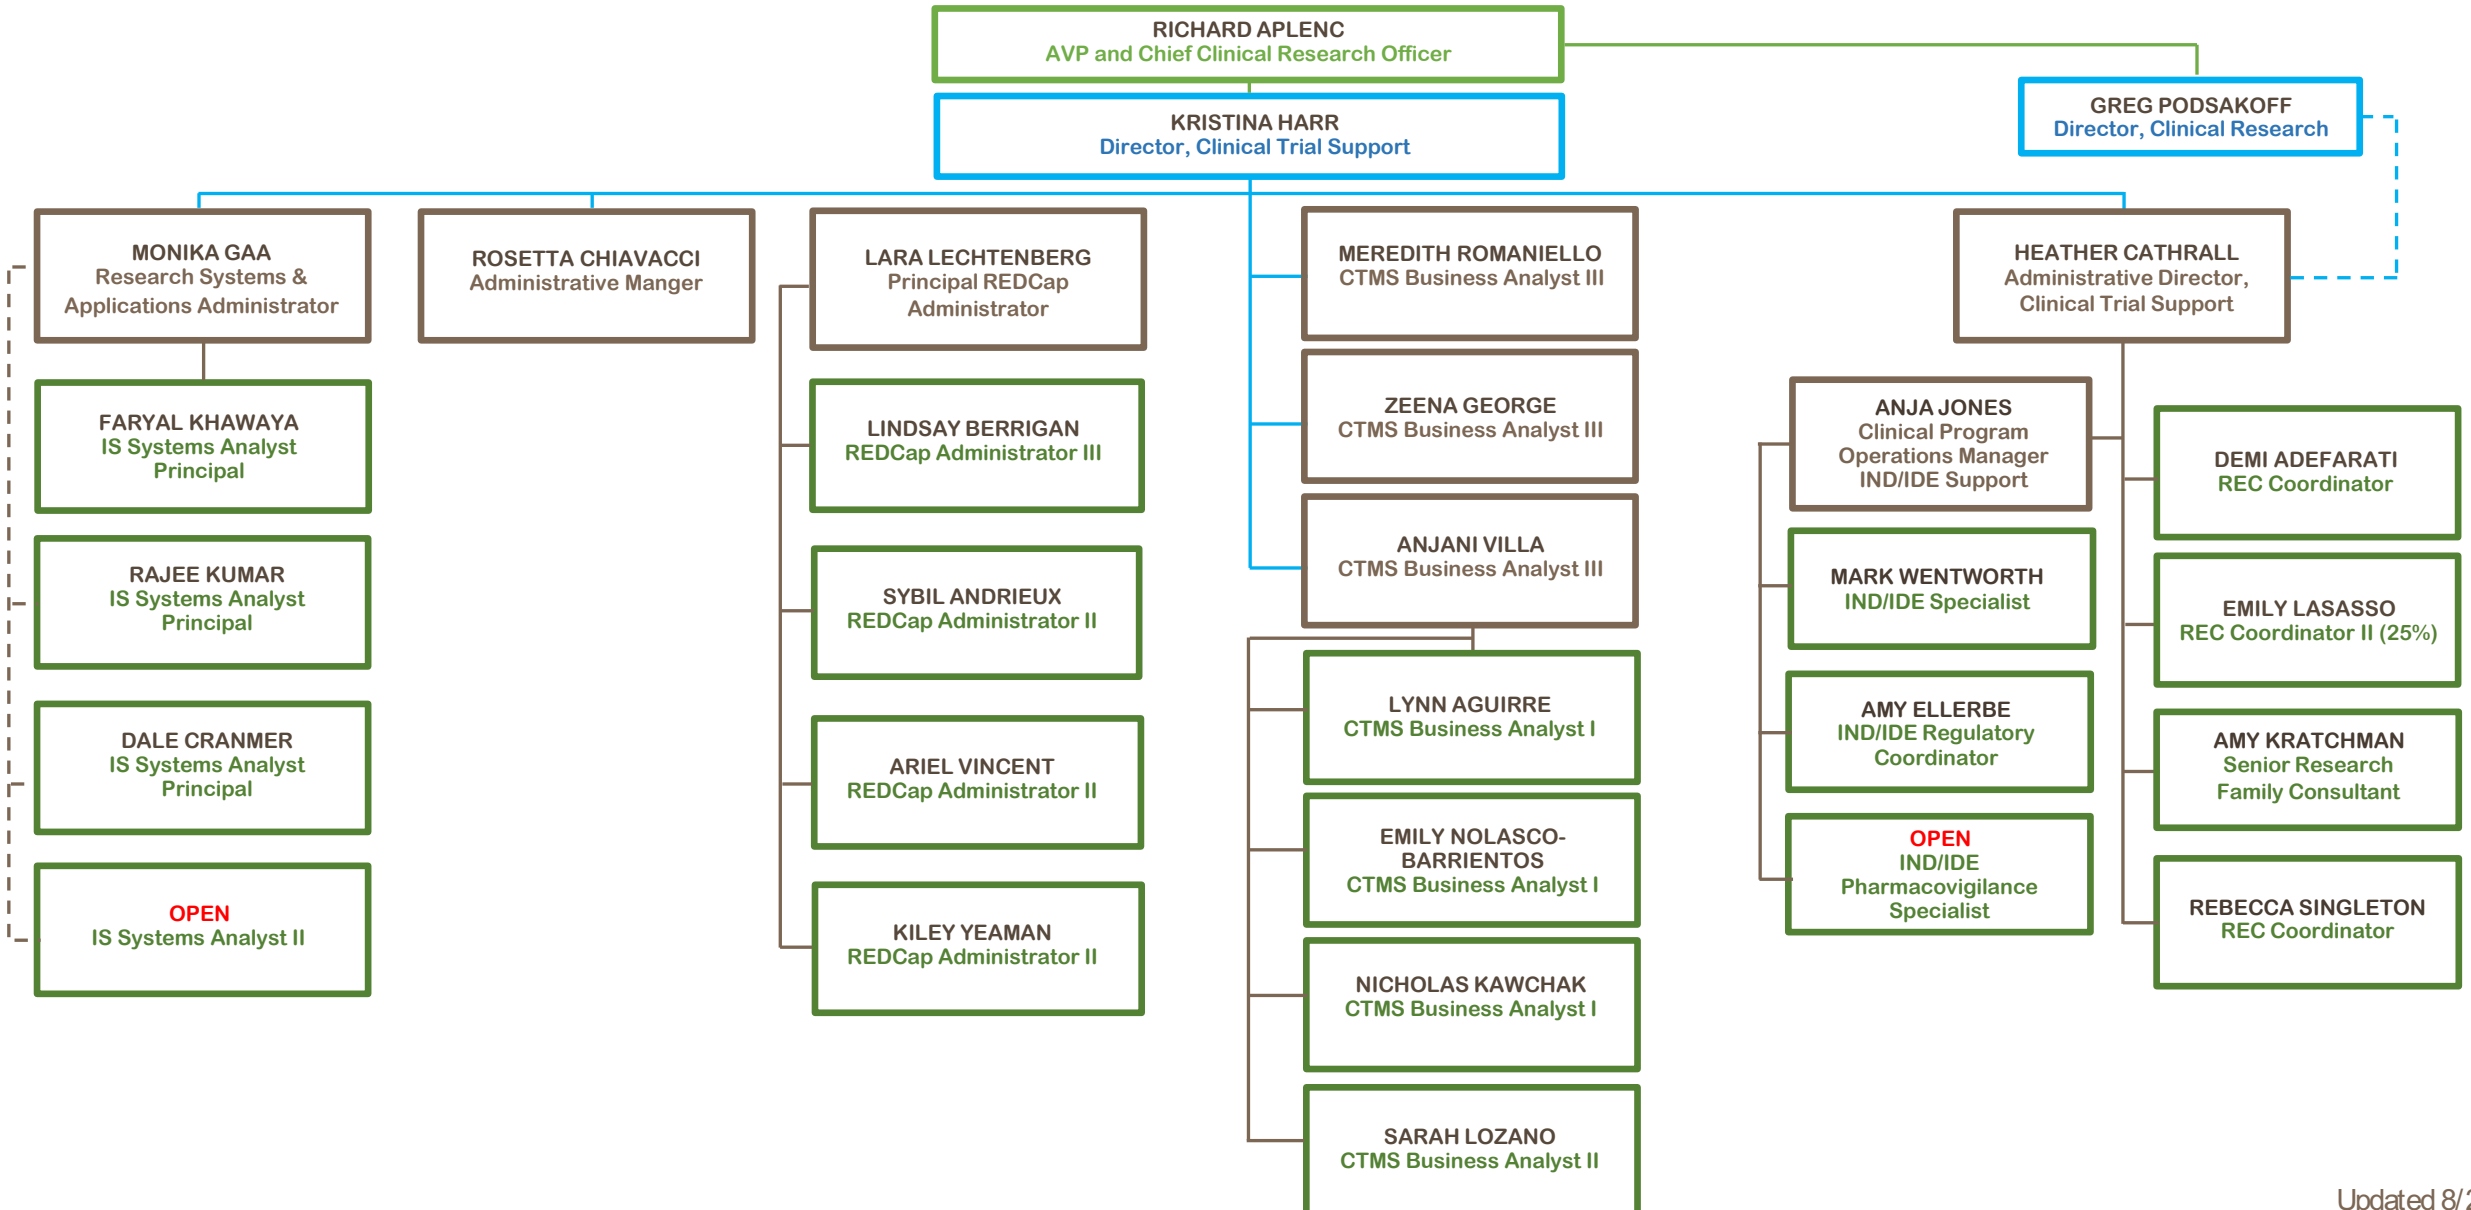 RICHARD APLENC
AVP and Chief Clinical Research Officer
GREG PODSAKOFF
Director, Clinical Research
KRISTINA HARR
Director, Clinical Trial Support
MONIKA GAA
Research Systems &
Applications Administrator
ROSETTA CHIAVACCI
Administrative Manger
LARA LECHTENBERG
Principal REDCap
Administrator
MEREDITH ROMANIELLO
CTMS Business Analyst III
HEATHER CATHRALL
Administrative Director,
Clinical Trial Support
FARYAL KHAWAYA
IS Systems Analyst
Principal
RAJEE KUMAR
IS Systems Analyst
Principal
DALE CRANMER
IS Systems Analyst
Principal
OPEN
IS Systems Analyst II
LINDSAY BERRIGAN
REDCap Administrator III
SYBIL ANDRIEUX
REDCap Administrator II
ARIEL VINCENT
REDCap Administrator II
KILEY YEAMAN
REDCap Administrator II
ZEENA GEORGE
CTMS Business Analyst III
ANJANI VILLA
CTMS Business Analyst III
LYNN AGUIRRE
CTMS Business Analyst I
EMILY NOLASCO-
BARRIENTOS
CTMS Business Analyst I
NICHOLAS KAWCHAK
CTMS Business Analyst I
SARAH LOZANO
CTMS Business Analyst II
ANJA JONES
Clinical Program
Operations Manager
IND/IDE Support
MARK WENTWORTH
IND/IDE Specialist
AMY ELLERBE
IND/IDE Regulatory
Coordinator
OPEN
IND/IDE
Pharmacovigilance
Specialist
DEMI ADEFARATI
REC Coordinator
EMILY LASASSO
REC Coordinator II (25%)
AMY KRATCHMAN
Senior Research
Family Consultant
REBECCA SINGLETON
REC Coordinator
Updated 8/2